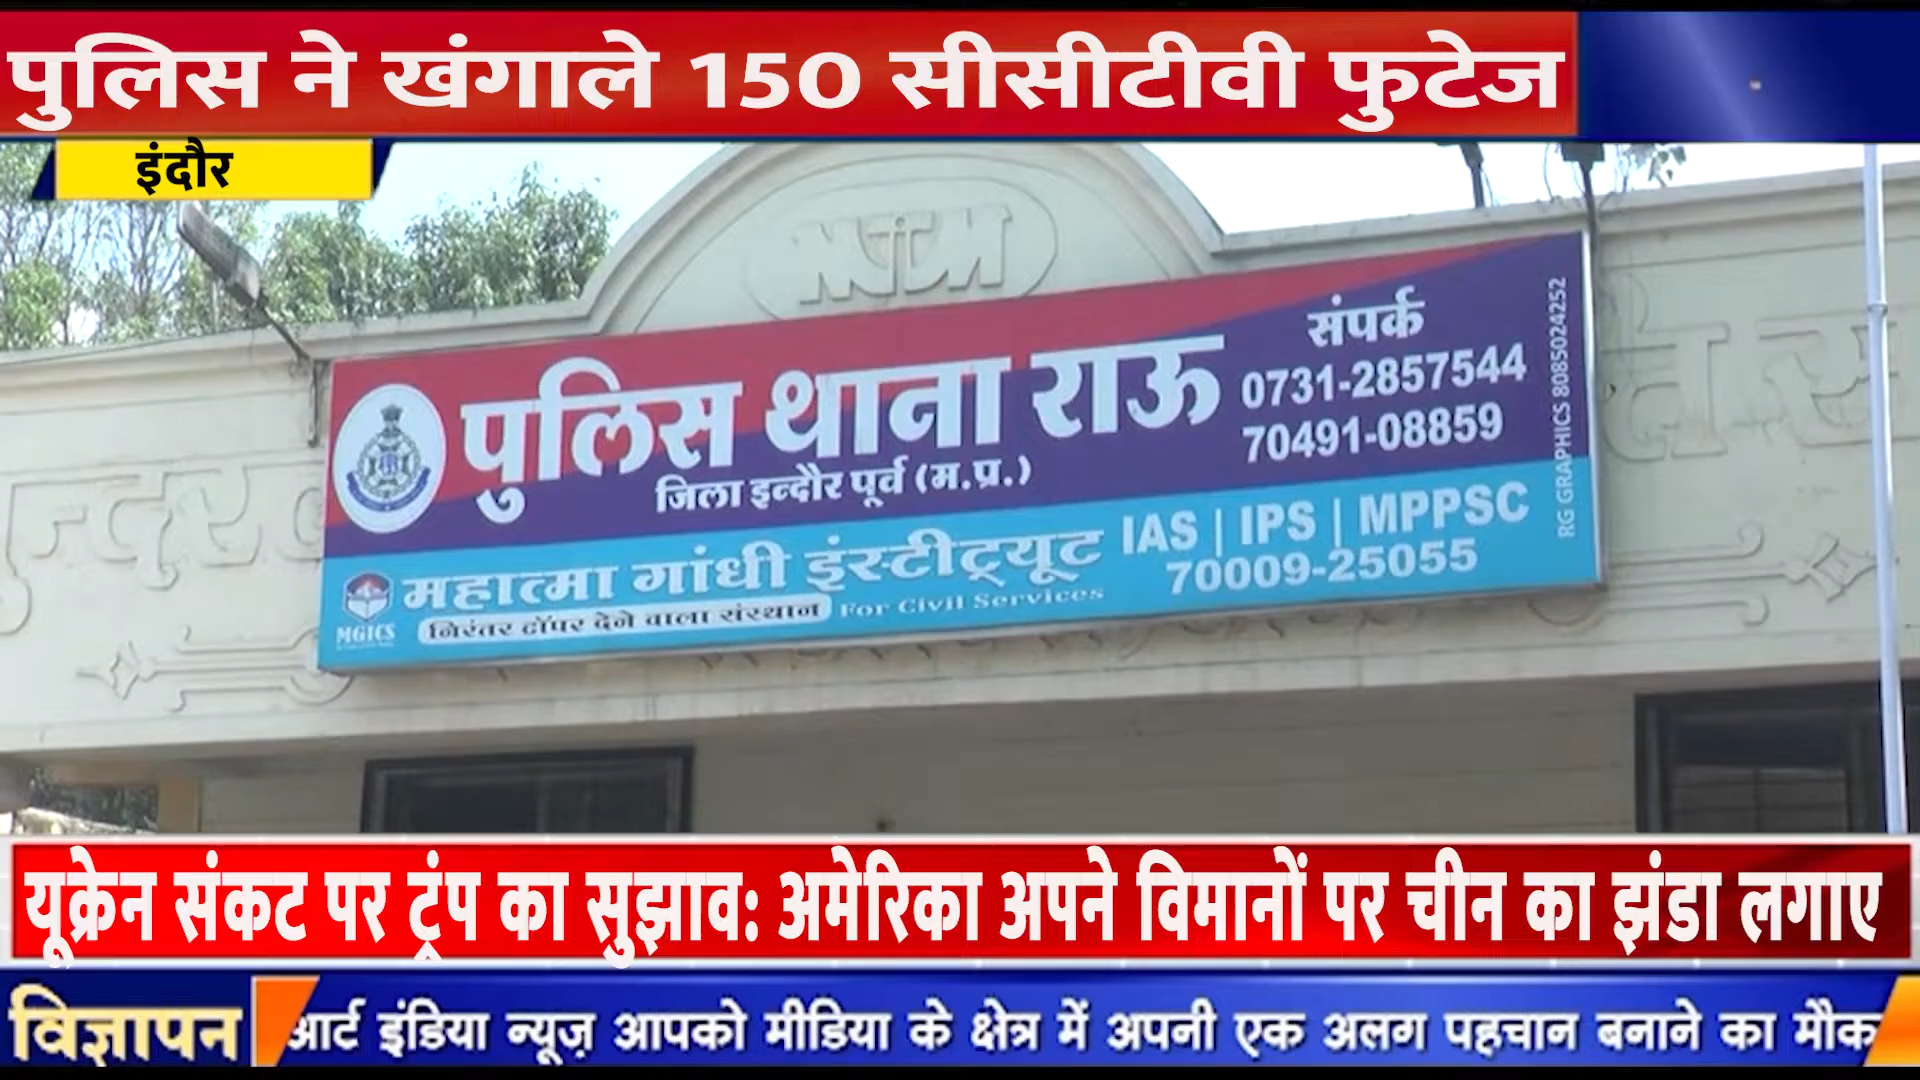 पुलिस ने खंगाले 150 सीसीटीवी फुटेज
इंदौर
पुलिस थाना राऊ
जिला इन्दौर पूर्व (म.प्र.)
संपर्क
0731-2857544
70491-08859
RG GRAPHICS 8085024252
MGICS
महात्मा गांधी इंस्टीट्रयूट
निरंतर टॉपर देने वाला संस्थान
For Civil Services
IAS | IPS | MPPSC
70009-25055
यूक्रेन संकट पर ट्रंप का सुझाव: अमेरिका अपने विमानों पर चीन का झंडा लगाए
विज्ञापन
आर्ट इंडिया न्यूज़ आपको मीडिया के क्षेत्र में अपनी एक अलग पहचान बनाने का मौक